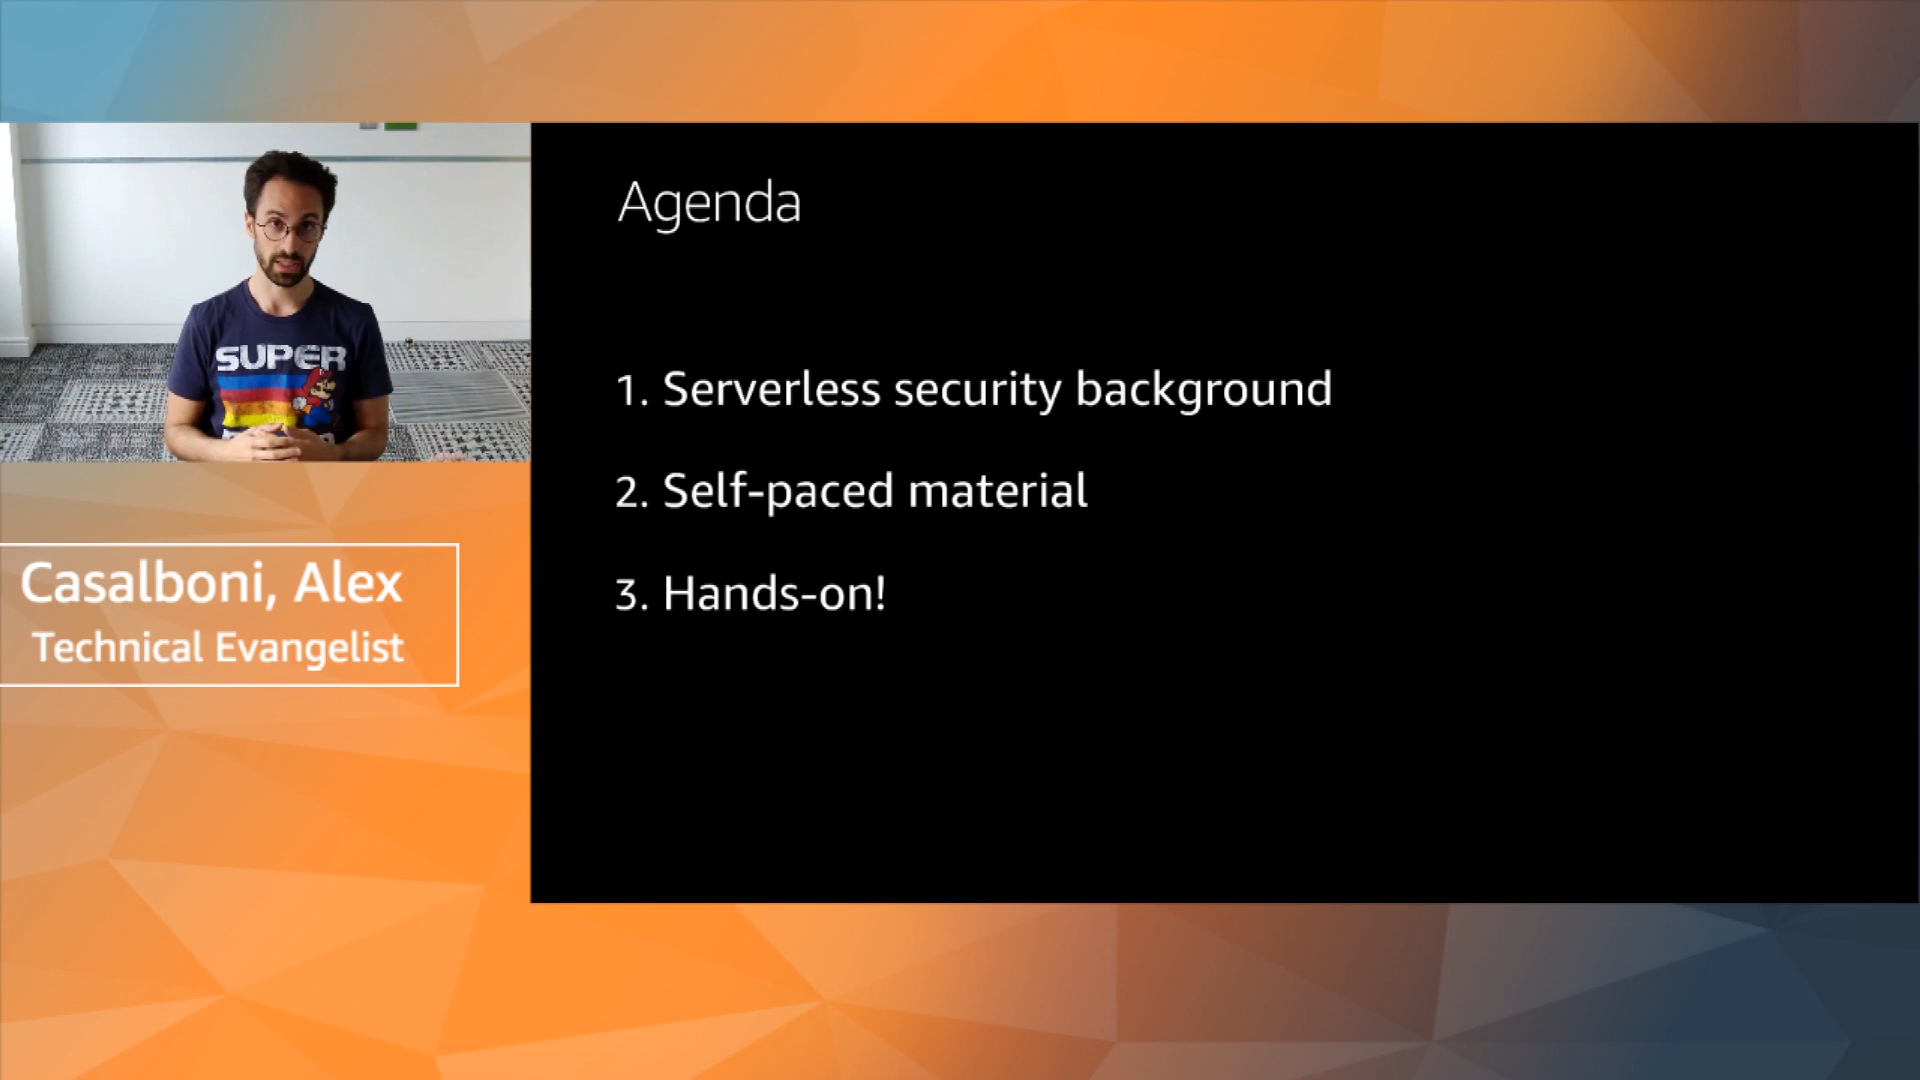 Agenda
1. Serverless security background
2. Self-paced material
3. Hands-on!
SUPER
Casalboni, Alex
Technical Evangelist